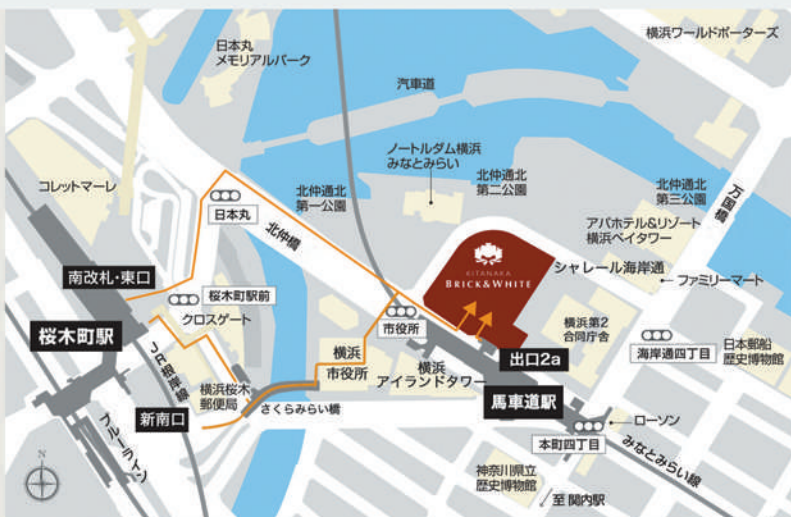 日本丸
メモリアルパーク
横浜ワールドポーターズ
汽車道
ノートルダム横浜
みなとみらい
北仲通北
第二公園
北仲通北
第三公園
コレットマーレ
北仲通北
第一公園
万国橋
日本丸
北仲橋
アパホテル&リゾート
横浜ベイタワー
KITANAKA
BRICK&WHITE
シャレール海岸通
ファミリーマート
南改札・東口
桜木町駅前
クロスゲート
市役所
横浜第2
合同庁舎
海岸通四丁目
日本郵船
歴史博物館
桜木町駅
JR根岸線
横浜
市役所
横浜
アイランドタワー
出口2a
馬車道駅
横浜桜木
郵便局
さくらみらい橋
新南口
ブルーライン
ローソン
本町四丁目
みなとみらい線
神奈川県立
歴史博物館
至 関内駅
N